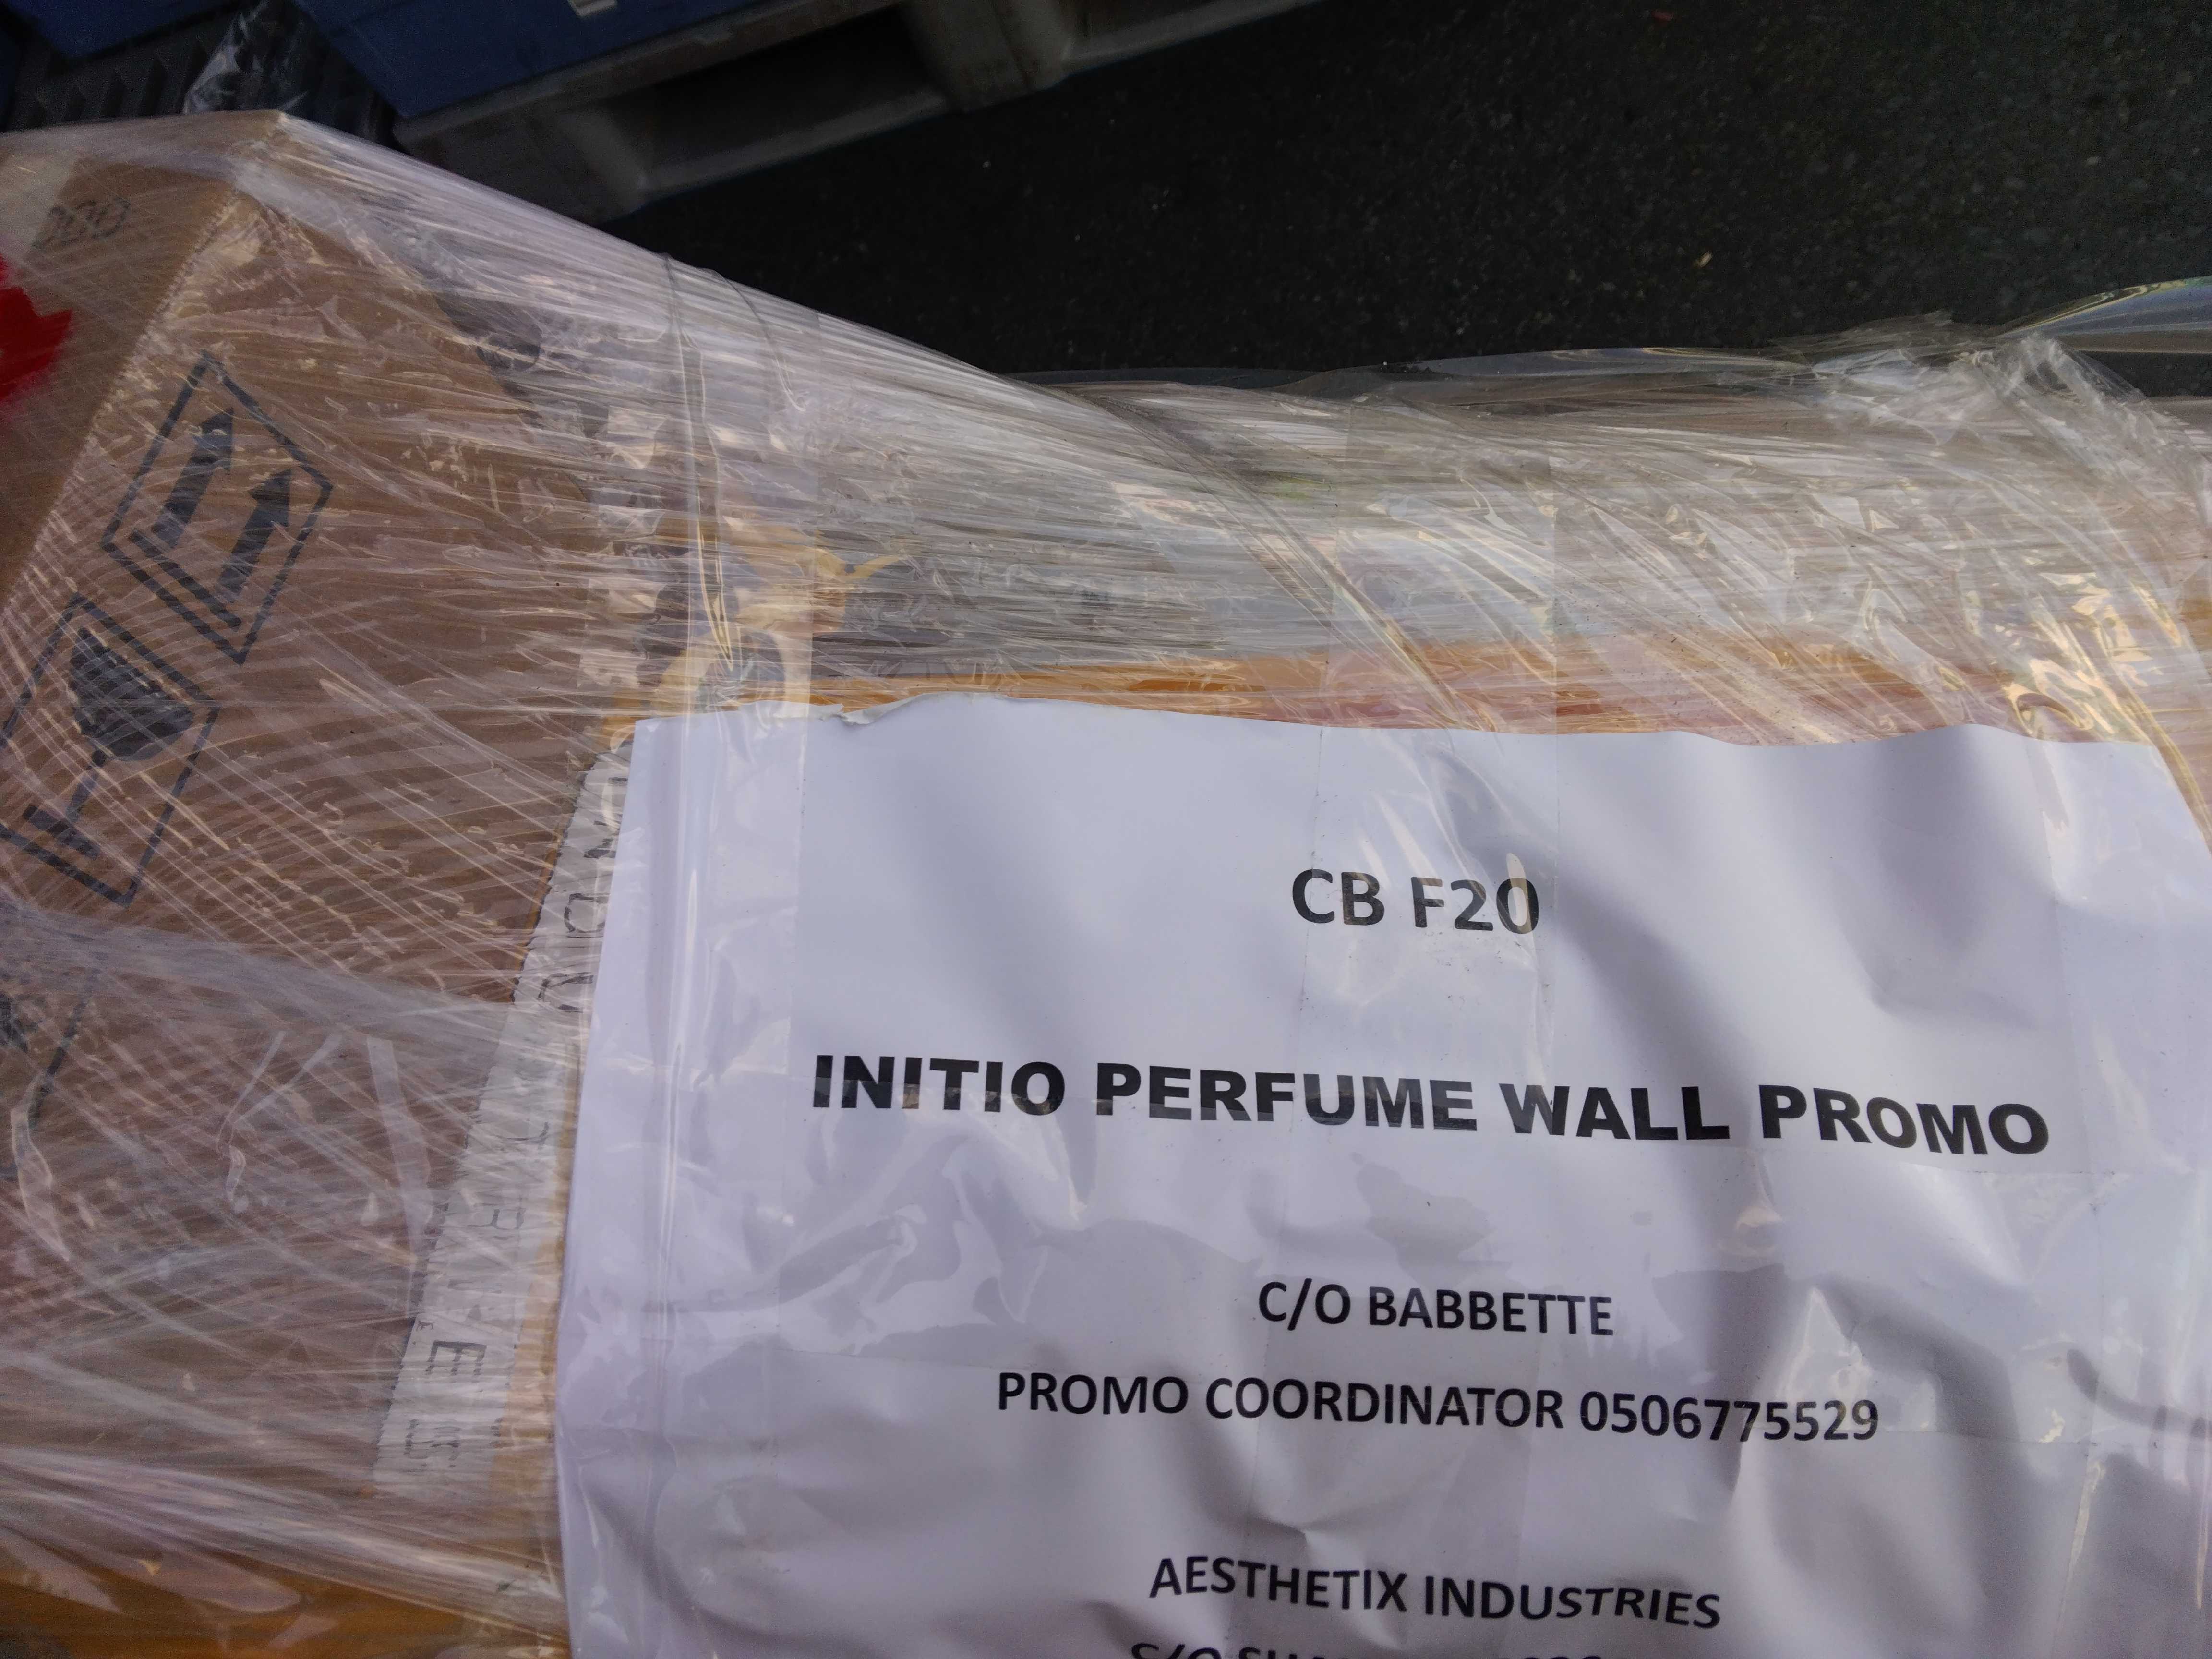 CB F20
INITIO PERFUME WALL PROMO
C/O BABBETTE
PROMO COORDINATOR 0506775529
AESTHETIX INDUSTRIES